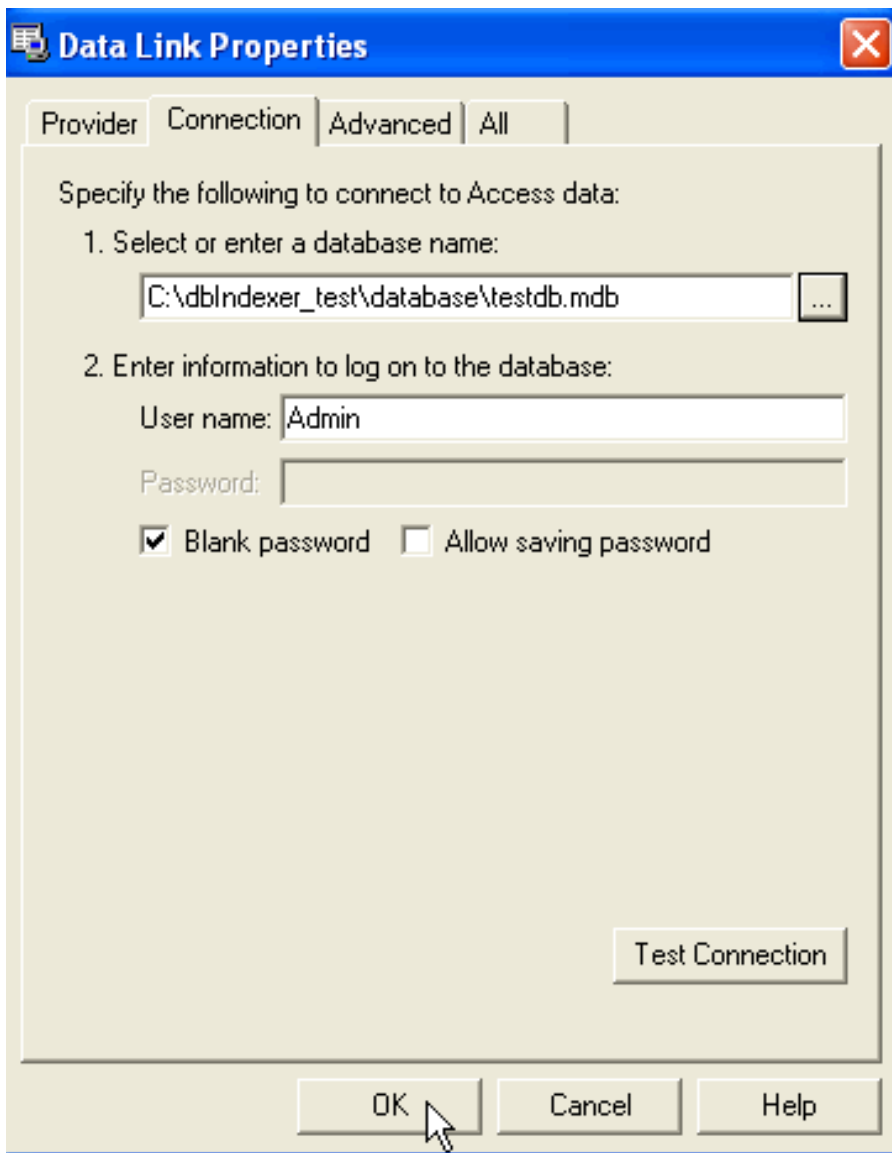 Data Link Properties
Provider Connection Advanced All
Specify the following to connect to Access data:
1. Select or enter a database name:
C:\dbIndexer_test\database\testdb.mdb ...
2. Enter information to log on to the database:
User name: Admin
Password:
Blank password Allow saving password
Test Connection
OK Cancel Help